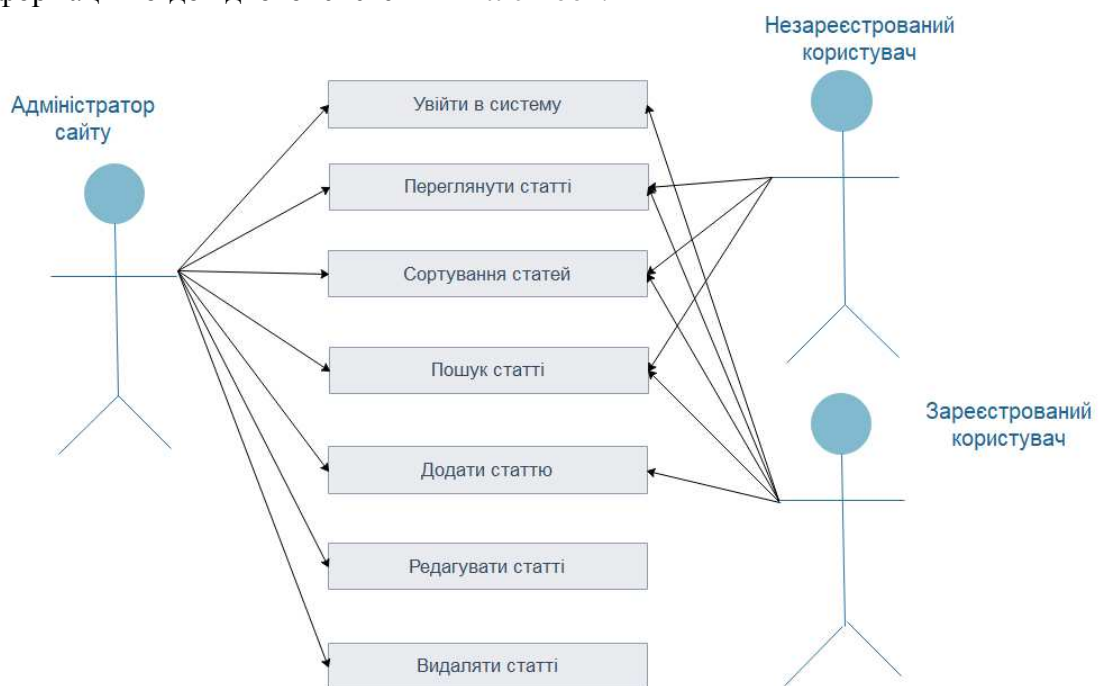 Незареєстрований
користувач
Адміністратор
сайту
Увійти в систему
Переглянути статті
Сортування статей
Пошук статті
Додати статтю
Зареєстрований
користувач
Редагувати статті
Видаляти статті